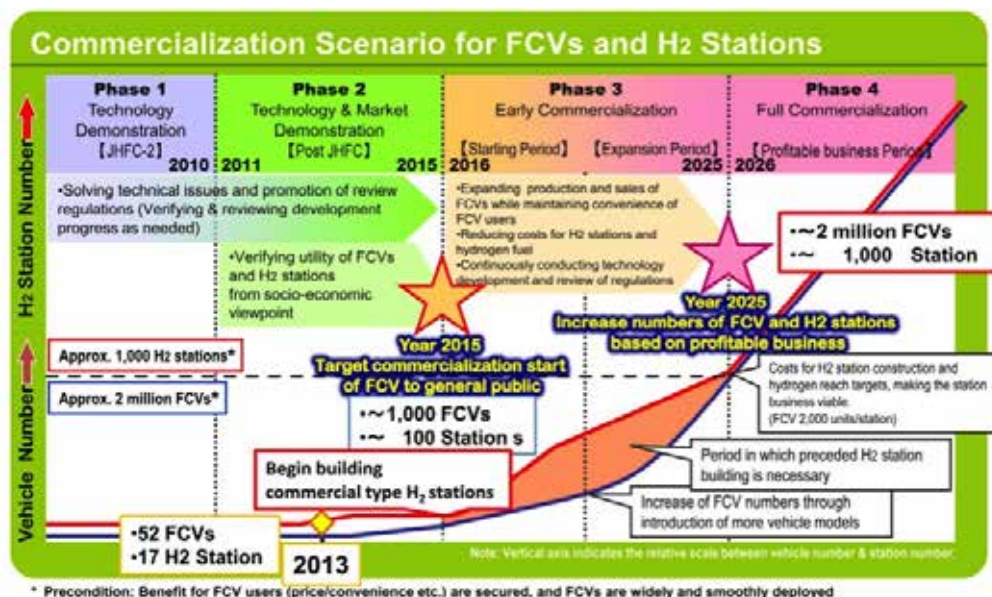 Commercialization Scenario for FCVs and H2 Stations
H2 Station Number
Vehicle Number
Phase 1
Technology
Demonstration
【JHFC-2】
2010
Phase 2
Technology & Market
Demonstration
【Post JHFC】
2011
2015
Phase 3
Early Commercialization
【Starting Period】 【Expansion Period】
2016
2025
Phase 4
Full Commercialization
【Profitable business Period】
2026
•Solving technical issues and promotion of review
regulations (Verifying & reviewing development
progress as needed)
•Verifying utility of FCVs
and H2 stations
from socio-economic
viewpoint
•Expanding production and sales of
FCVs while maintaining convenience of
FCV users
•Reducing costs for H2 stations and
hydrogen fuel
•Continuously conducting technology
development and review of regulations
•~2 million FCVs
•~ 1,000 Station
Year 2015
Target commercialization start
of FCV to general public
Year 2025
Increase numbers of FCV and H2 stations
based on profitable business
Approx. 1,000 H2 stations*
Approx. 2 million FCVs*
•~1,000 FCVs
•~ 100 Station s
Costs for H2 station construction and
hydrogen reach targets, making the station
business viable.
(FCV 2,000 units/station)
Begin building
commercial type H2 stations
Period in which preceded H2 station
building is necessary
Increase of FCV numbers through
introduction of more vehicle models
•52 FCVs
•17 H2 Station
2013
Note: Vertical axis indicates the relative scale between vehicle number & station number.
* Precondition: Benefit for FCV users (price/convenience etc.) are secured, and FCVs are widely and smoothly deployed